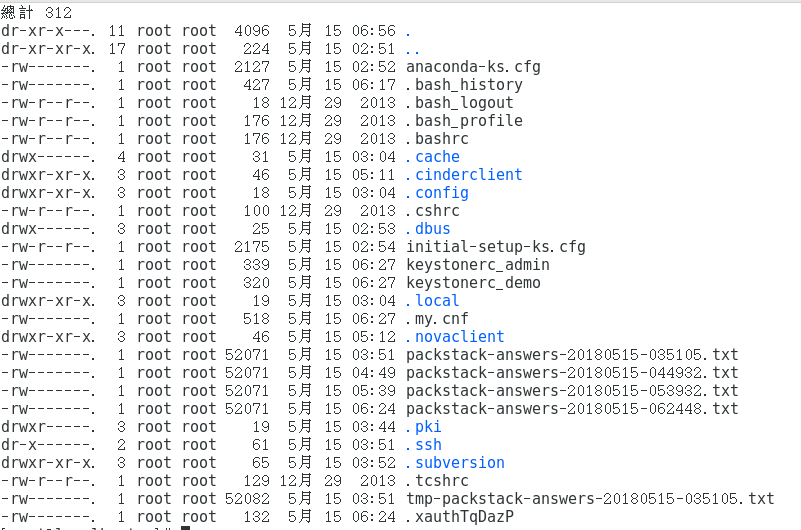 總計 312
dr-xr-x---. 11 root root  4096  5月 15 06:56 .
dr-xr-xr-x. 17 root root   224  5月 15 02:51 ..
-rw-------.  1 root root  2127  5月 15 02:52 anaconda-ks.cfg
-rw-------.  1 root root   427  5月 15 06:17 .bash_history
-rw-r--r--.  1 root root    18 12月 29  2013 .bash_logout
-rw-r--r--.  1 root root   176 12月 29  2013 .bash_profile
-rw-r--r--.  1 root root   176 12月 29  2013 .bashrc
drwx------.  4 root root    31  5月 15 03:04 .cache
drwxr-xr-x.  3 root root    46  5月 15 05:11 .cinderclient
drwxr-xr-x.  3 root root    18  5月 15 03:04 .config
-rw-r--r--.  1 root root   100 12月 29  2013 .cshrc
drwx------.  3 root root    25  5月 15 02:53 .dbus
-rw-r--r--.  1 root root  2175  5月 15 02:54 initial-setup-ks.cfg
-rw-------.  1 root root   339  5月 15 06:27 keystonerc_admin
-rw-------.  1 root root   320  5月 15 06:27 keystonerc_demo
drwxr-xr-x.  3 root root    19  5月 15 03:04 .local
-rw-------.  1 root root   518  5月 15 06:27 .my.cnf
drwxr-xr-x.  3 root root    46  5月 15 05:12 .novaclient
-rw-------.  1 root root 52071  5月 15 03:51 packstack-answers-20180515-035105.txt
-rw-------.  1 root root 52071  5月 15 04:49 packstack-answers-20180515-044932.txt
-rw-------.  1 root root 52071  5月 15 05:39 packstack-answers-20180515-053932.txt
-rw-------.  1 root root 52071  5月 15 06:24 packstack-answers-20180515-062448.txt
drwxr-----.  3 root root    19  5月 15 03:44 .pki
dr-x------.  2 root root    61  5月 15 03:51 .ssh
drwxr-xr-x.  3 root root    65  5月 15 03:52 .subversion
-rw-r--r--.  1 root root   129 12月 29  2013 .tcshrc
-rw-------.  1 root root 52082  5月 15 03:51 tmp-packstack-answers-20180515-035105.txt
-rw-------.  1 root root   132  5月 15 06:24 .xauthTqDazP